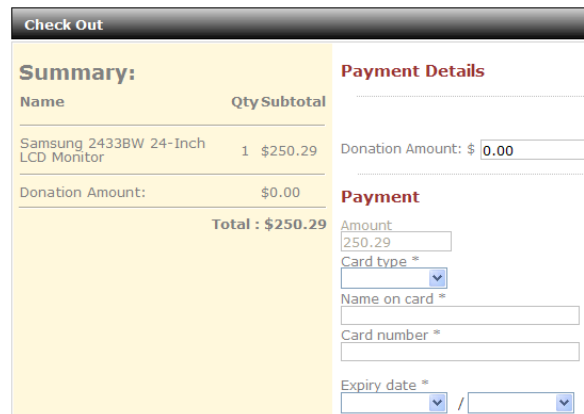 Check Out
Summary:
Name Qty Subtotal
Samsung 2433BW 24-Inch
LCD Monitor 1 $250.29
Donation Amount: $0.00
Total : $250.29
Payment Details
Donation Amount: $ 0.00
Payment
Amount
250.29
Card type *
Name on card *
Card number *
Expiry date *
/